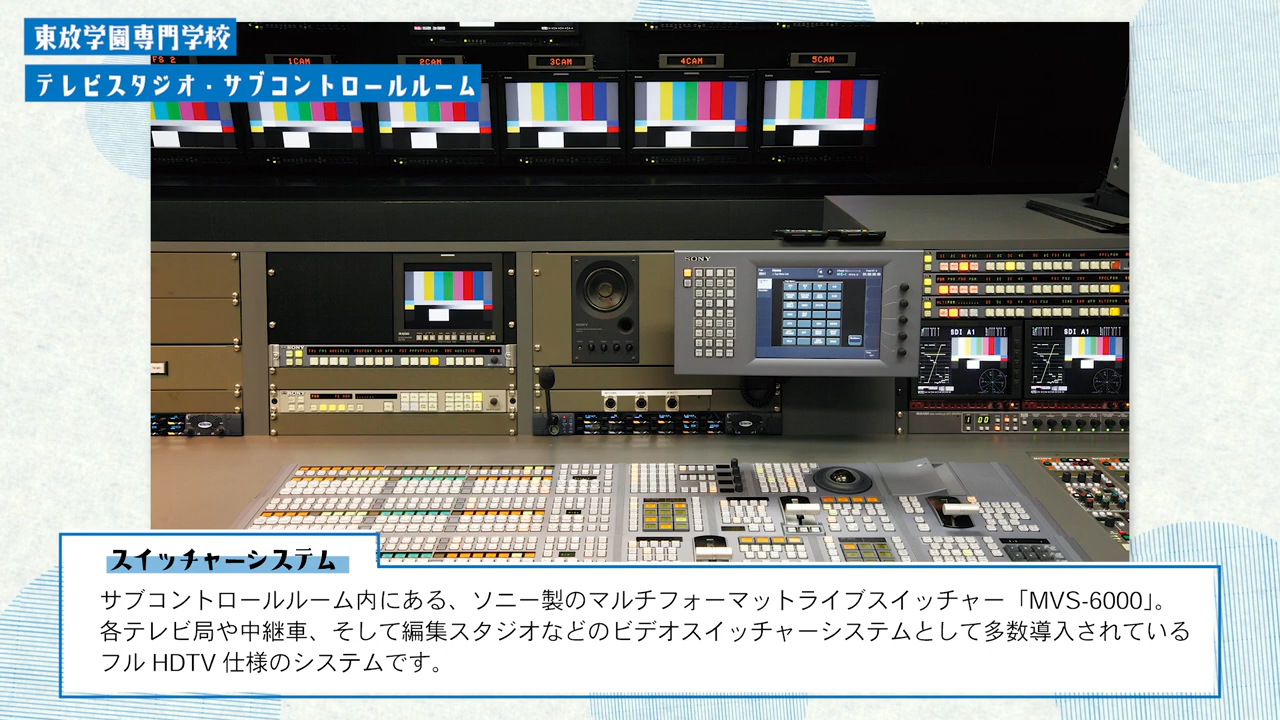 東放学園専門学校
テレビスタジオ・サブコントロールルーム
FS 2
1CAM
2CAM
3CAM
4CAM
5CAM
SONY
SDI A1
SDI A1
SONY
スイッチャーシステム
サブコントロールルーム内にある、ソニー製のマルチフォーマットライブスイッチャー「MVS-6000」。
各テレビ局や中継車、そして編集スタジオなどのビデオスイッチャーシステムとして多数導入されている
フルHDTV仕様のシステムです。